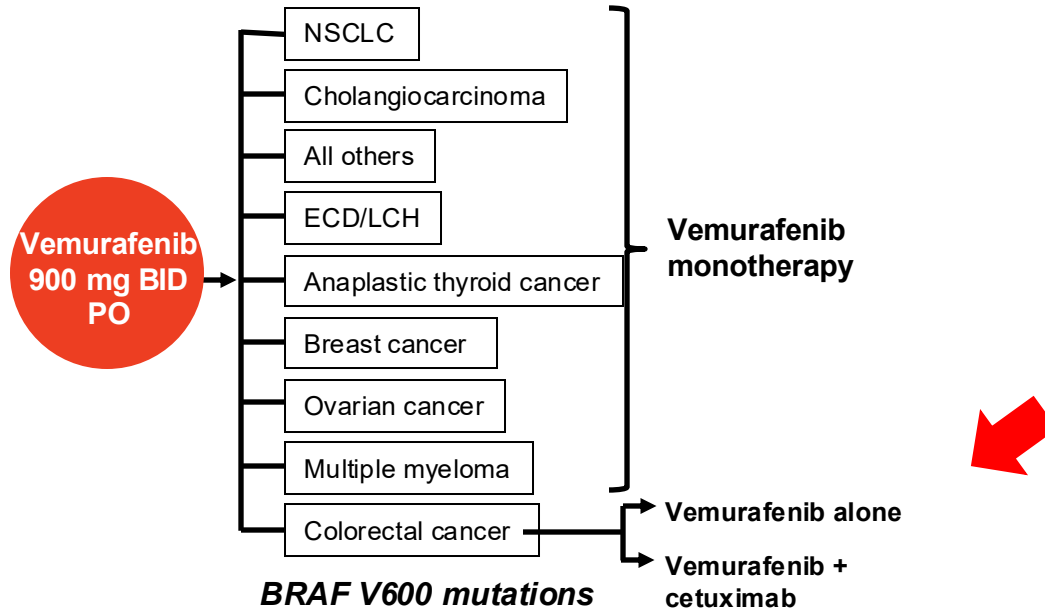 NSCLC
Cholangiocarcinoma
All others
ECD/LCH
Anaplastic thyroid cancer
Breast cancer
Ovarian cancer
Multiple myeloma
Colorectal cancer
Vemurafenib
900 mg BID
PO
Vemurafenib
monotherapy
Vemurafenib alone
Vemurafenib +
cetuximab
BRAF V600 mutations